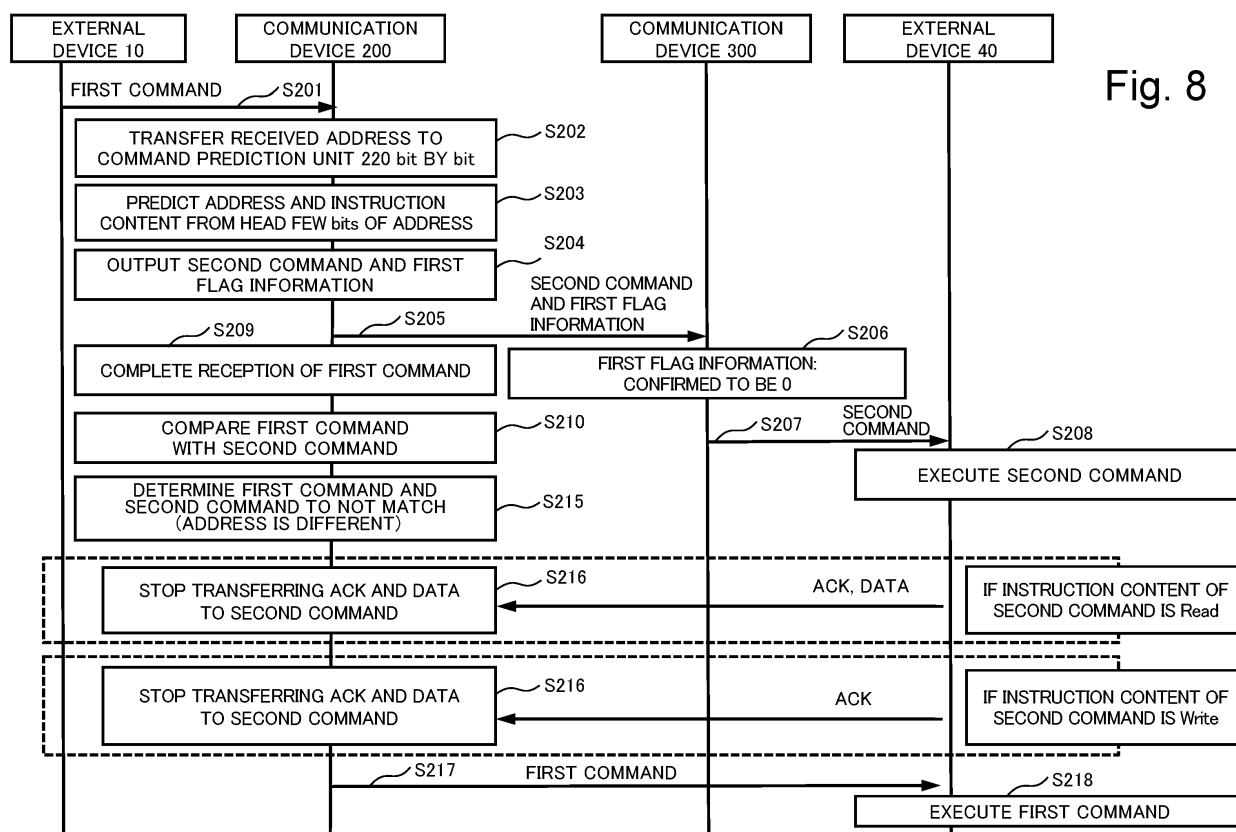 EXTERNAL
DEVICE 10
COMMUNICATION
DEVICE 200
COMMUNICATION
DEVICE 300
EXTERNAL
DEVICE 40
Fig. 8
FIRST COMMAND
S201
TRANSFER RECEIVED ADDRESS TO
COMMAND PREDICTION UNIT 220 bit BY bit
S202
PREDICT ADDRESS AND INSTRUCTION
CONTENT FROM HEAD FEW bits OF ADDRESS
S203
OUTPUT SECOND COMMAND AND FIRST
FLAG INFORMATION
S204
SECOND COMMAND
AND FIRST FLAG
INFORMATION
S205
S209
COMPLETE RECEPTION OF FIRST COMMAND
S206
FIRST FLAG INFORMATION:
CONFIRMED TO BE 0
COMPARE FIRST COMMAND
WITH SECOND COMMAND
S210
S207
SECOND
COMMAND
S208
EXECUTE SECOND COMMAND
DETERMINE FIRST COMMAND AND
SECOND COMMAND TO NOT MATCH
(ADDRESS IS DIFFERENT)
S215
STOP TRANSFERRING ACK AND DATA
TO SECOND COMMAND
S216
ACK, DATA
IF INSTRUCTION CONTENT OF
SECOND COMMAND IS Read
STOP TRANSFERRING ACK AND DATA
TO SECOND COMMAND
S216
ACK
IF INSTRUCTION CONTENT OF
SECOND COMMAND IS Write
S217
FIRST COMMAND
S218
EXECUTE FIRST COMMAND